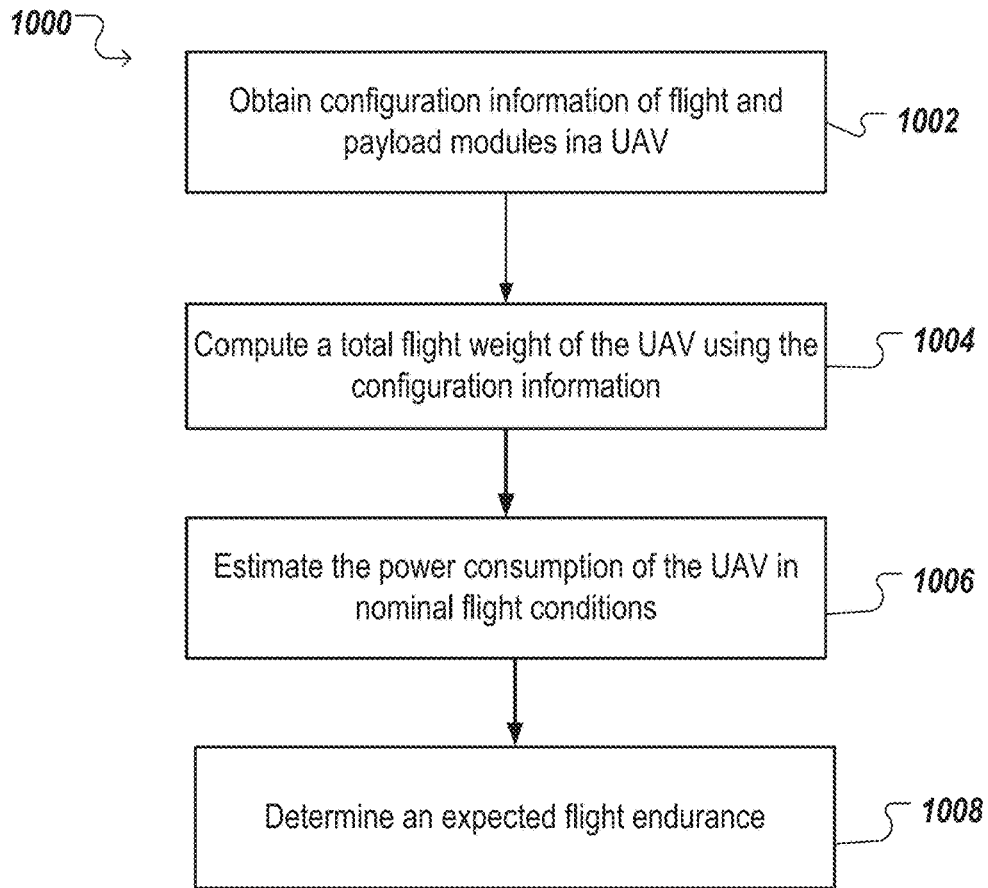 1000
Obtain configuration information of flight and
payload modules ina UAV
1002
Compute a total flight weight of the UAV using the
configuration information
1004
Estimate the power consumption of the UAV in
nominal flight conditions
1006
Determine an expected flight endurance
1008